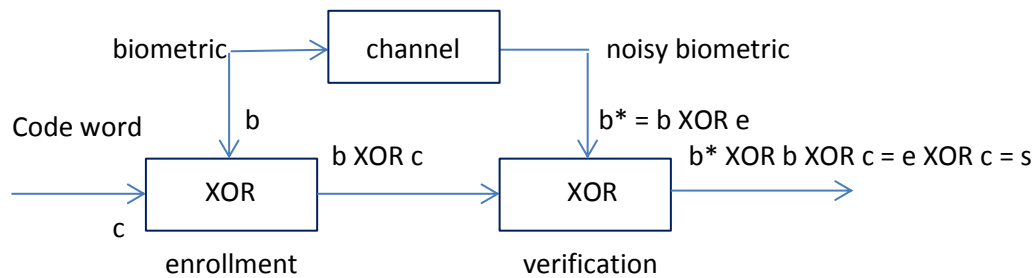 biometric
channel
noisy biometric
Code word
b
b* = b XOR e
b XOR c
b* XOR b XOR c = e XOR c = s
XOR
XOR
c
enrollment
verification